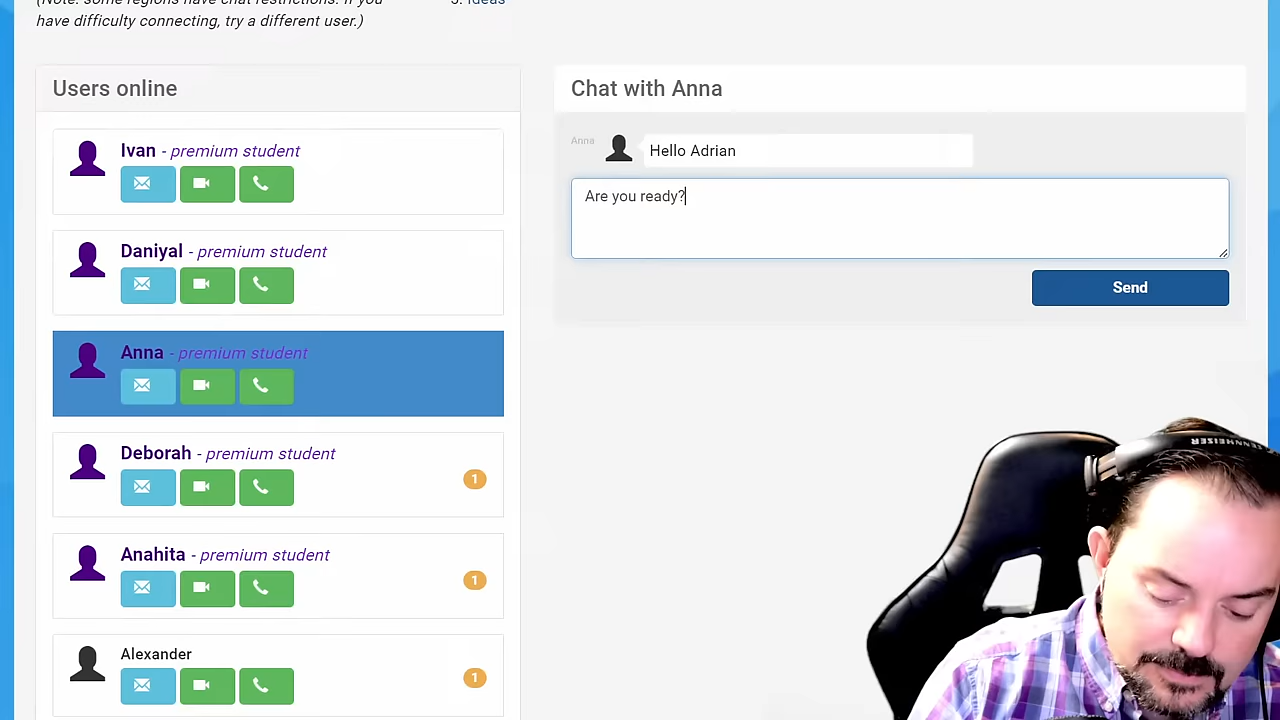 (Note: some regions have chat restrictions. If you
have difficulty connecting, try a different user.)
5. Ideas
Users online
Ivan - premium student
Daniyal - premium student
Anna - premium student
Deborah - premium student
1
Anahita - premium student
1
Alexander
1
Chat with Anna
Anna
Hello Adrian
Are you ready?
Send
SENNHEISER